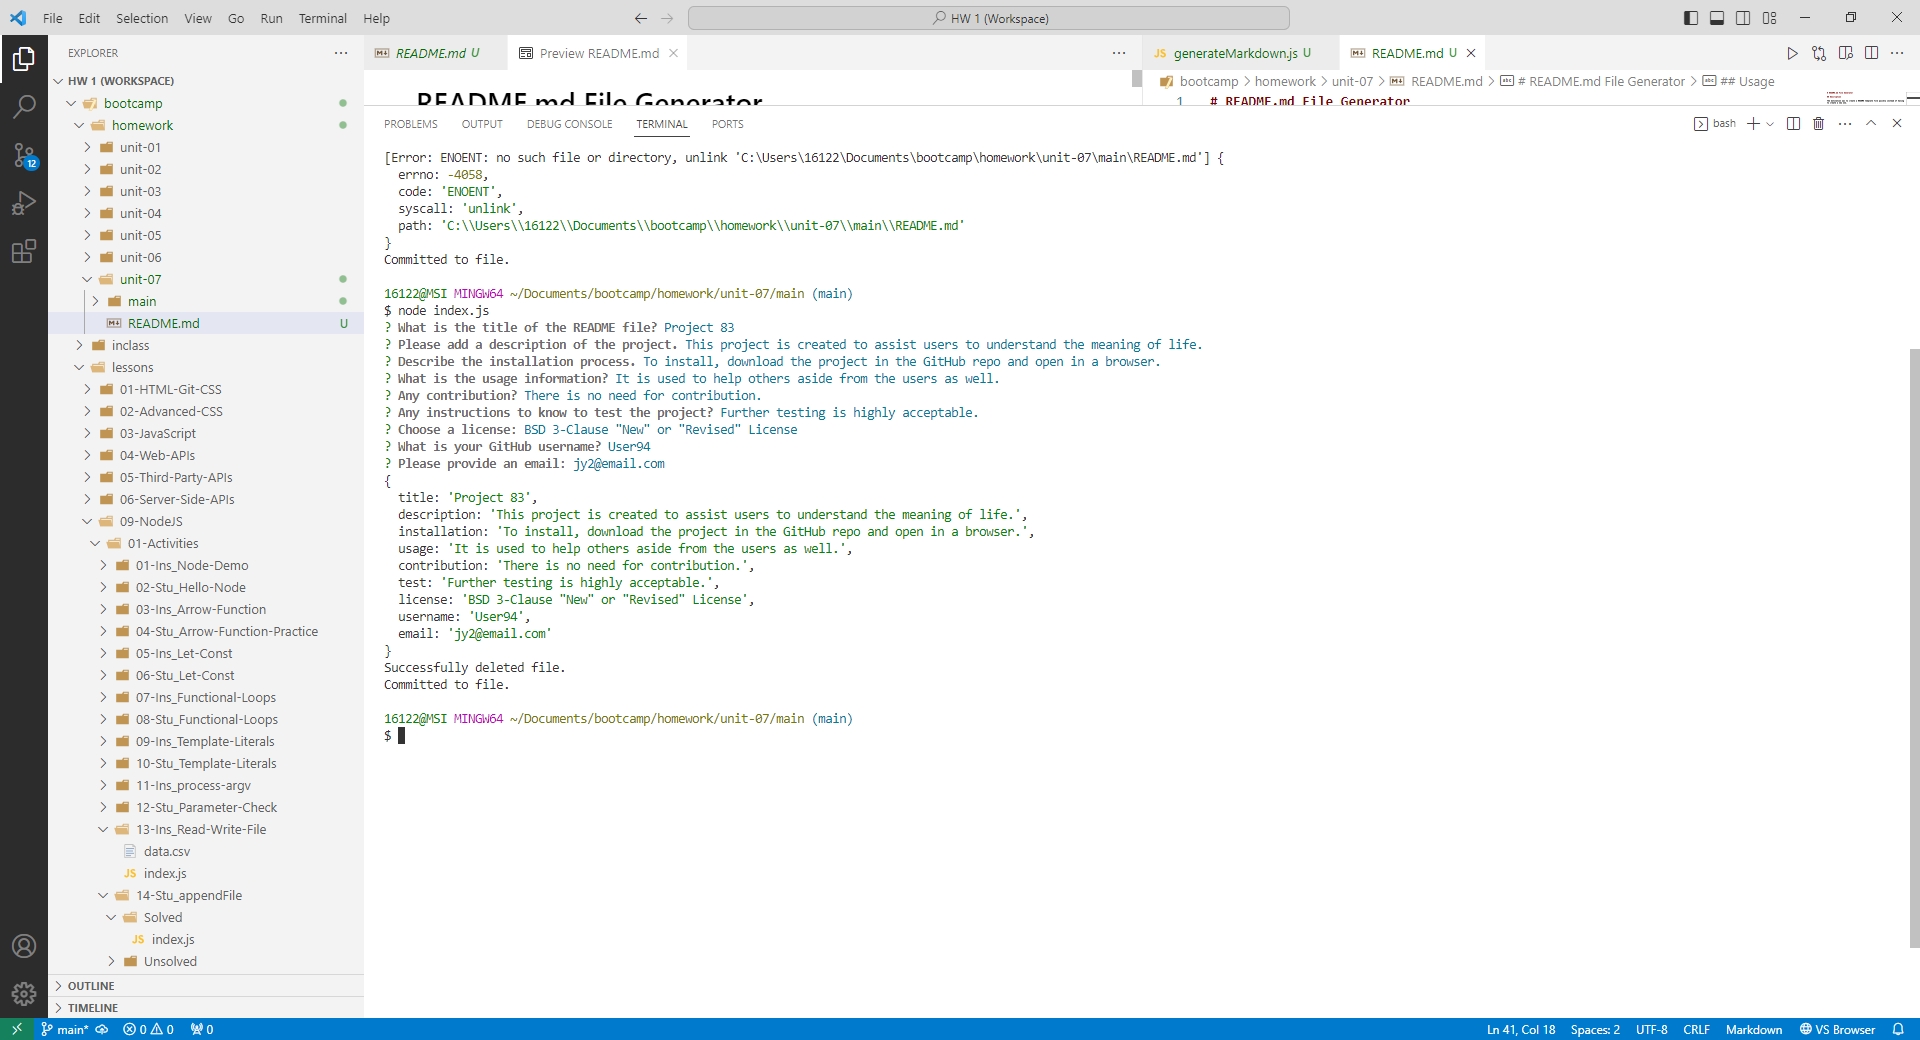 File Edit Selection View Go Run Terminal Help
HW 1 (Workspace)
EXPLORER
HW 1 (WORKSPACE)
bootcamp
homework
unit-01
unit-02
unit-03
unit-04
unit-05
unit-06
unit-07
main
README.md U
inclass
lessons
01-HTML-Git-CSS
02-Advanced-CSS
03-JavaScript
04-Web-APIs
05-Third-Party-APIs
06-Server-Side-APIs
09-NodeJS
01-Activities
01-Ins_Node-Demo
02-Stu_Hello-Node
03-Ins_Arrow-Function
04-Stu_Arrow-Function-Practice
05-Ins_Let-Const
06-Stu_Let-Const
07-Ins_Functional-Loops
08-Stu_Functional-Loops
09-Ins_Template-Literals
10-Stu_Template-Literals
11-Ins_process-argv
12-Stu_Parameter-Check
13-Ins_Read-Write-File
data.csv
JS index.js
14-Stu_appendFile
Solved
JS index.js
Unsolved
OUTLINE
TIMELINE
12
README.md U
Preview README.md
README.md File Generator
JS generateMarkdown.js U
README.md U
bootcamp > homework > unit-07 > README.md > # README.md File Generator > ## Usage
1 # README.md File Generator
PROBLEMS OUTPUT DEBUG CONSOLE TERMINAL PORTS
bash
[Error: ENOENT: no such file or directory, unlink 'C:\Users\16122\Documents\bootcamp\homework\unit-07\main\README.md'] {
errno: -4058,
code: 'ENOENT',
syscall: 'unlink',
path: 'C:\\Users\\16122\\Documents\\bootcamp\\homework\\unit-07\\main\\README.md'
}
Committed to file.
16122@MSI MINGW64 ~/Documents/bootcamp/homework/unit-07/main (main)
$ node index.js
? What is the title of the README file? Project 83
? Please add a description of the project. This project is created to assist users to understand the meaning of life.
? Describe the installation process. To install, download the project in the GitHub repo and open in a browser.
? What is the usage information? It is used to help others aside from the users as well.
? Any contribution? There is no need for contribution.
? Any instructions to know to test the project? Further testing is highly acceptable.
? Choose a license: BSD 3-Clause "New" or "Revised" License
? What is your GitHub username? User94
? Please provide an email: jy2@email.com
{
title: 'Project 83',
description: 'This project is created to assist users to understand the meaning of life.',
installation: 'To install, download the project in the GitHub repo and open in a browser.',
usage: 'It is used to help others aside from the users as well.',
contribution: 'There is no need for contribution.',
test: 'Further testing is highly acceptable.',
license: 'BSD 3-Clause "New" or "Revised" License',
username: 'User94',
email: 'jy2@email.com'
}
Successfully deleted file.
Committed to file.
16122@MSI MINGW64 ~/Documents/bootcamp/homework/unit-07/main (main)
$
main* 0 0 0
Ln 41, Col 18 Spaces: 2 UTF-8 CRLF Markdown VS Browser